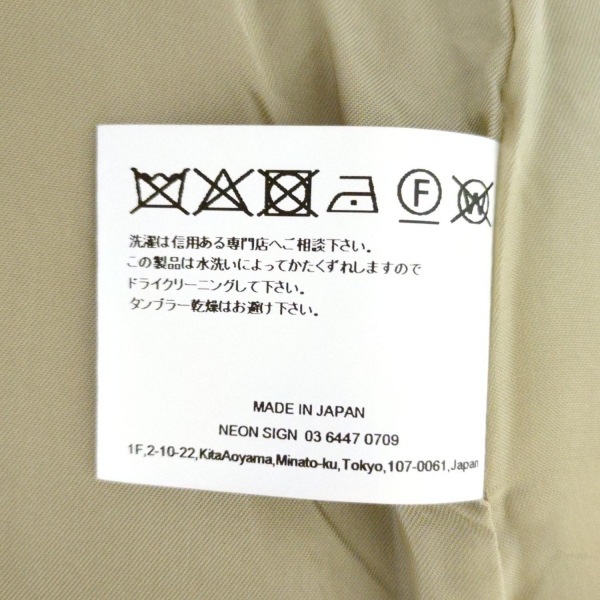 F W
洗濯は信用ある専門店へご相談下さい。
この製品は水洗いによってかたくずれしますので
ドライクリーニングして下さい。
タンブラー乾燥はお避け下さい。
MADE IN JAPAN
NEON SIGN 03 6447 0709
1F,2-10-22,KitaAoyama,Minato-ku,Tokyo,107-0061,Japan